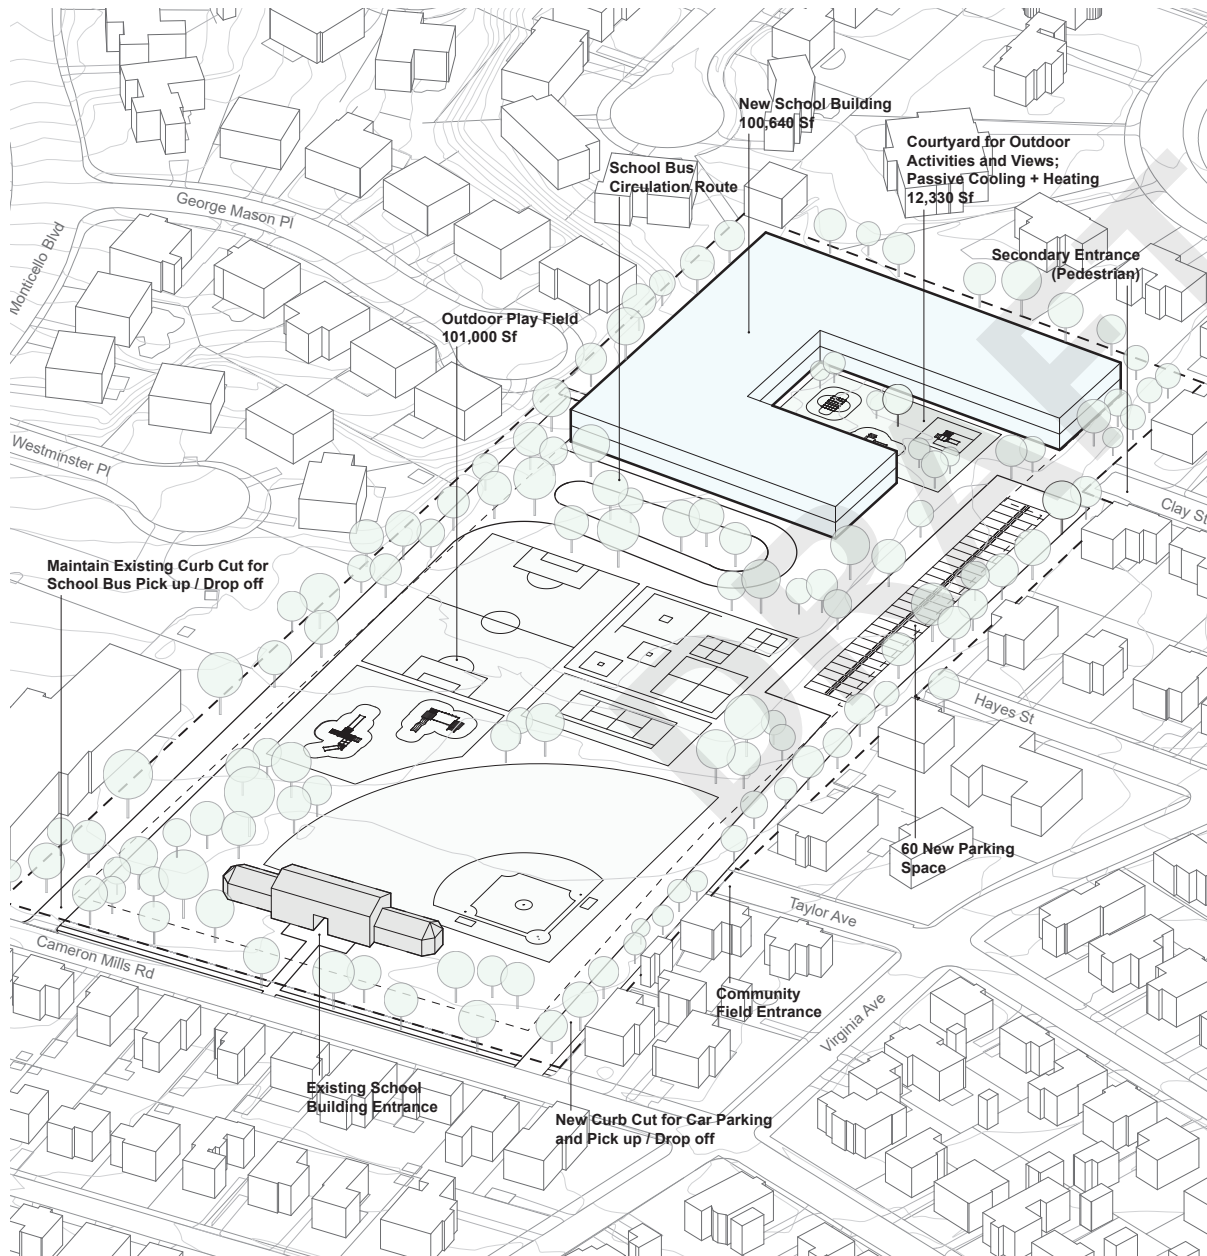 New School Building
100,640 Sf
Courtyard for Outdoor
Activities and Views;
Passive Cooling + Heating
12,330 Sf
School Bus
Circulation Route
George Mason Pl
Monticello Blvd
Secondary Entrance
(Pedestrian)
Outdoor Play Field
101,000 Sf
Westminster Pl
Clay St
Maintain Existing Curb Cut for
School Bus Pick up / Drop off
DRAFT
Hayes St
60 New Parking
Space
Taylor Ave
Cameron Mills Rd
Community
Field Entrance
Virginia Ave
Existing School
Building Entrance
New Curb Cut for Car Parking
and Pick up / Drop off